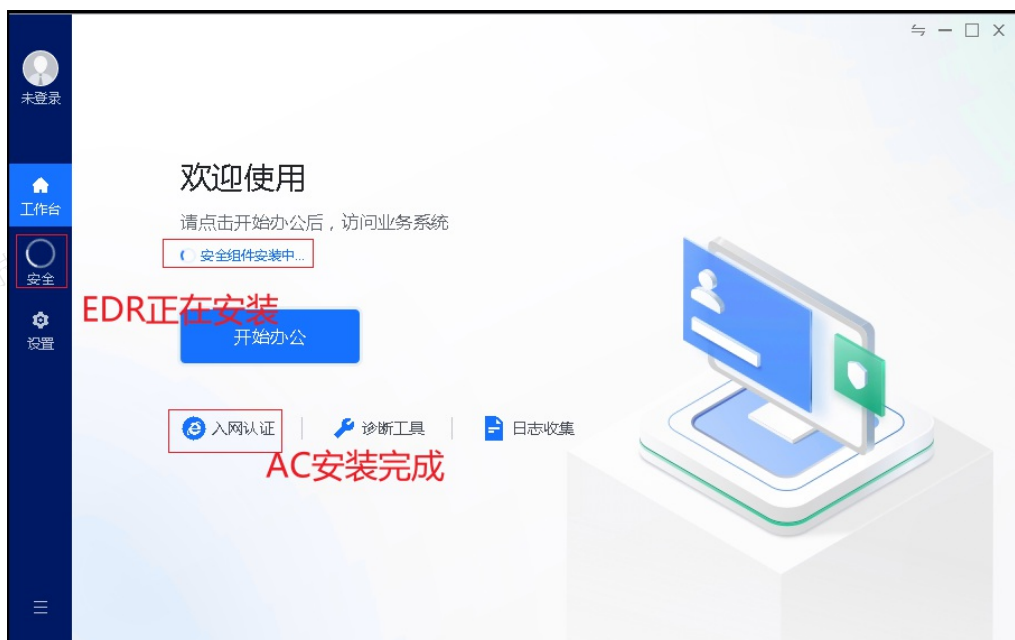 未登录
工作台
安全
设置
欢迎使用
请点击开始办公后，访问业务系统
安全组件安装中...
EDR正在安装
开始办公
入网认证
诊断工具
日志收集
AC安装完成